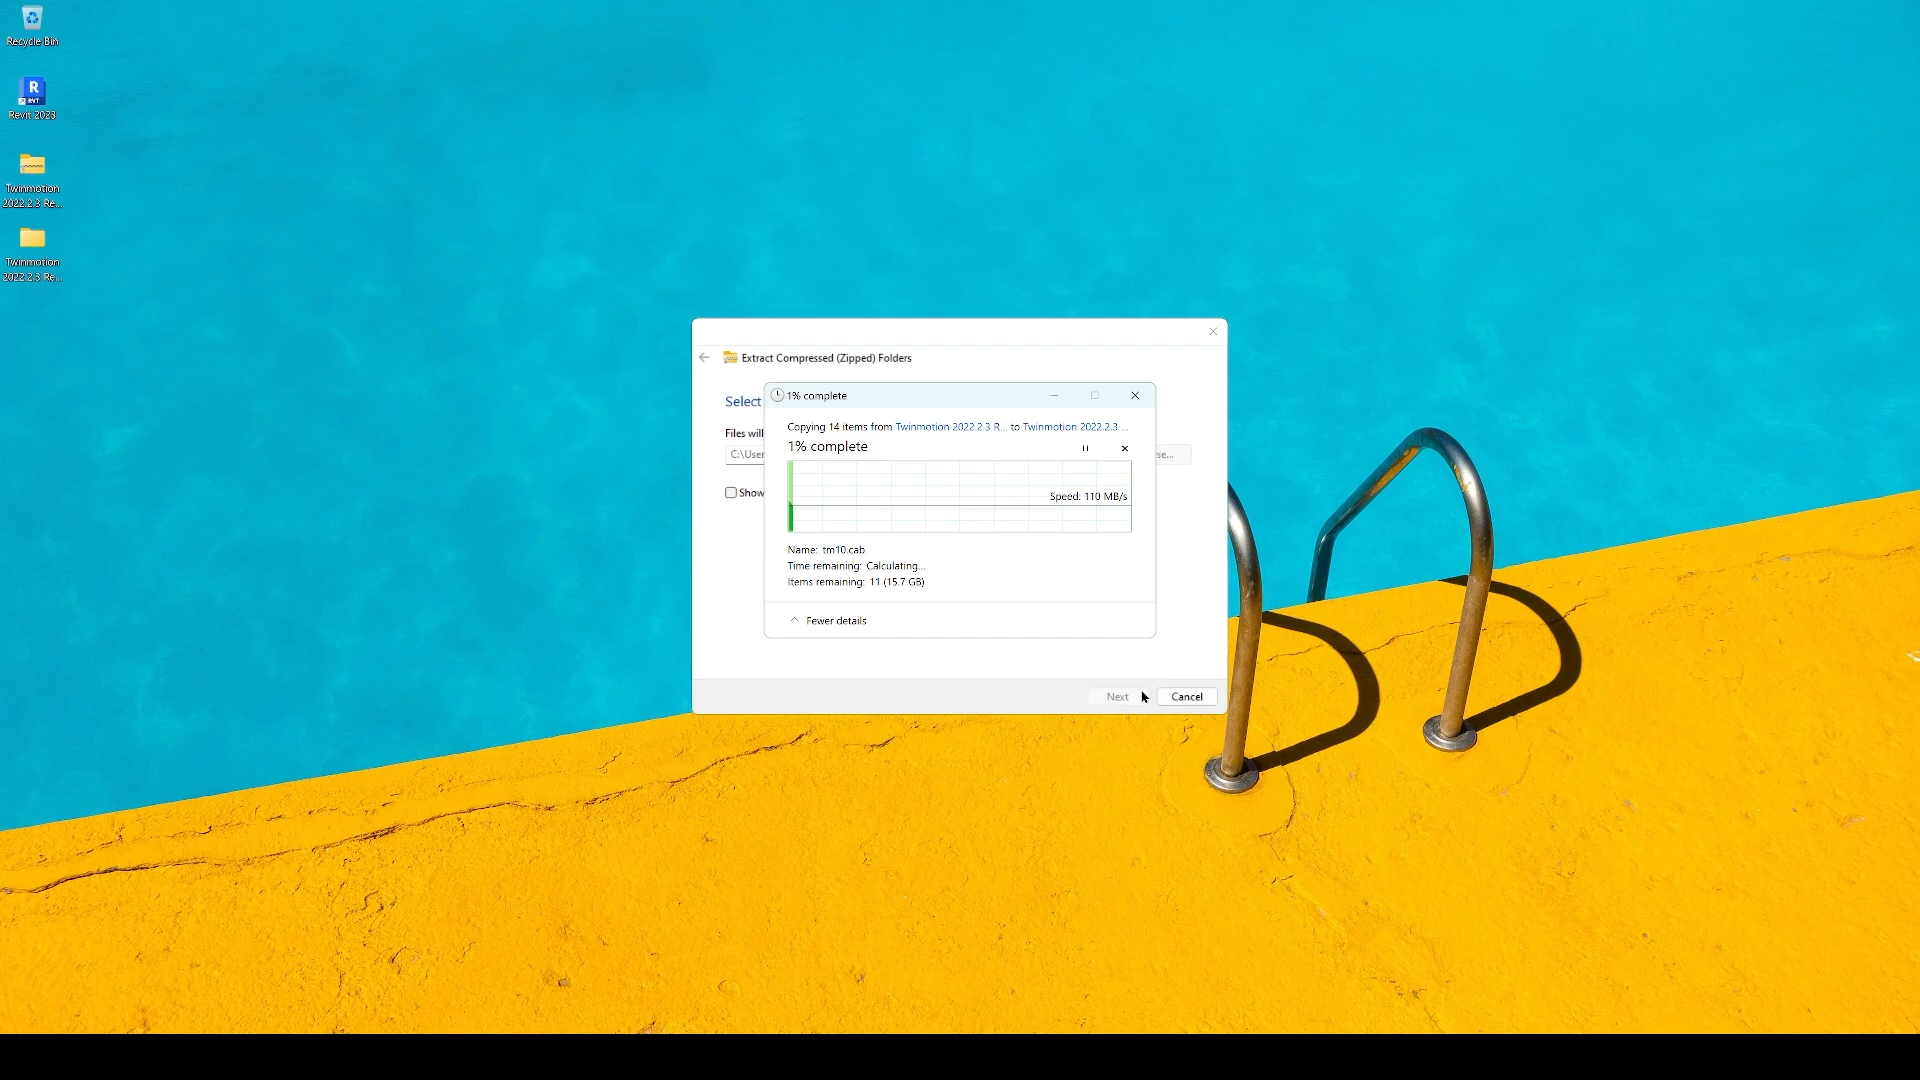 Recycle Bin
Revit 2023
Twinmotion
2022.2.3 Re...
Twinmotion
2022.2.3 Re...
Extract Compressed (Zipped) Folders
Select
Files will
C:\User
se...
Show
1% complete
Copying 14 items from Twinmotion 2022.2.3 R... to Twinmotion 2022.2.3 ...
1% complete
Speed: 110 MB/s
Name: tm10.cab
Time remaining: Calculating...
Items remaining: 11 (15.7 GB)
Fewer details
Next
Cancel
R
RVT